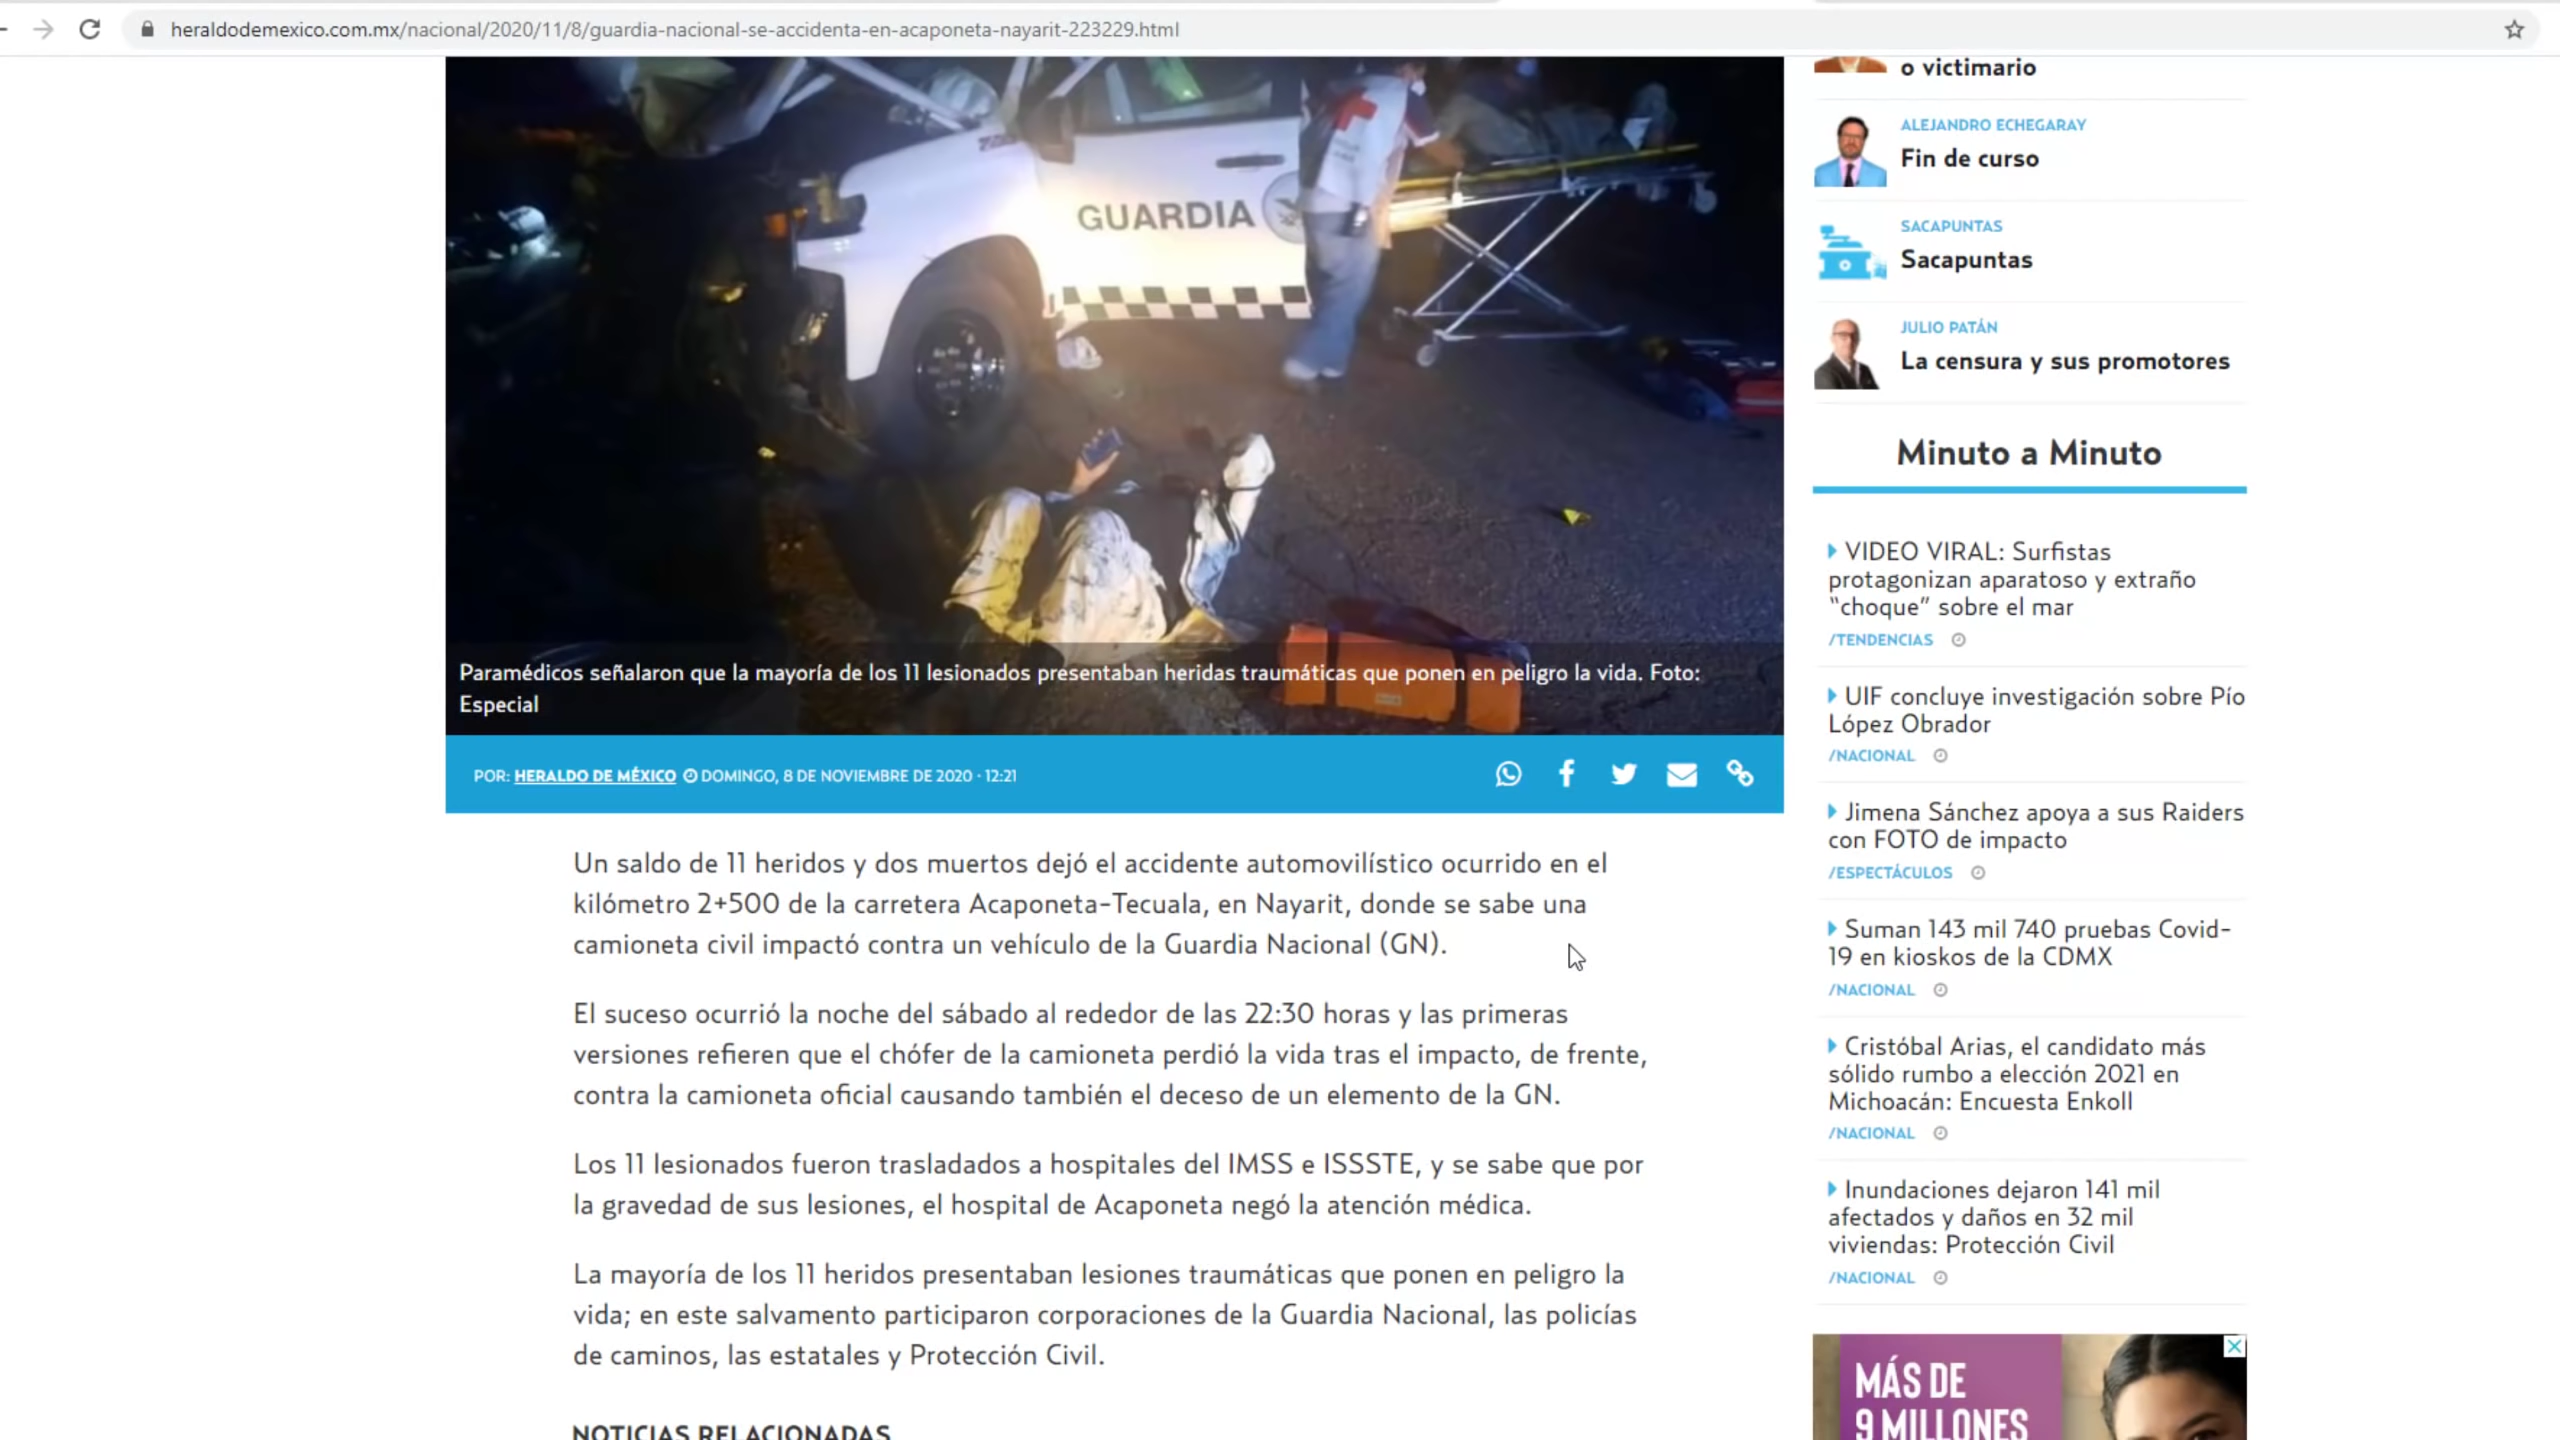 heraldodemexico.com.mx/nacional/2020/11/8/guardia-nacional-se-accidenta-en-acaponeta-nayarit-223229.html
GUARDIA
Paramédicos señalaron que la mayoría de los 11 lesionados presentaban heridas traumáticas que ponen en peligro la vida. Foto:
Especial
POR: HERALDO DE MÉXICO DOMINGO, 8 DE NOVIEMBRE DE 2020 · 12:21
Un saldo de 11 heridos y dos muertos dejó el accidente automovilístico ocurrido en el
kilómetro 2+500 de la carretera Acaponeta-Tecuala, en Nayarit, donde se sabe una
camioneta civil impactó contra un vehículo de la Guardia Nacional (GN).
El suceso ocurrió la noche del sábado al rededor de las 22:30 horas y las primeras
versiones refieren que el chófer de la camioneta perdió la vida tras el impacto, de frente,
contra la camioneta oficial causando también el deceso de un elemento de la GN.
Los 11 lesionados fueron trasladados a hospitales del IMSS e ISSSTE, y se sabe que por
la gravedad de sus lesiones, el hospital de Acaponeta negó la atención médica.
La mayoría de los 11 heridos presentaban lesiones traumáticas que ponen en peligro la
vida; en este salvamento participaron corporaciones de la Guardia Nacional, las policías
de caminos, las estatales y Protección Civil.
NOTICIAS RELACIONADAS
o victimario
ALEJANDRO ECHEGARAY
Fin de curso
SACAPUNTAS
Sacapuntas
JULIO PATÁN
La censura y sus promotores
Minuto a Minuto
VIDEO VIRAL: Surfistas
protagonizan aparatoso y extraño
"choque" sobre el mar
/TENDENCIAS
UIF concluye investigación sobre Pío
López Obrador
/NACIONAL
Jimena Sánchez apoya a sus Raiders
con FOTO de impacto
/ESPECTÁCULOS
Suman 143 mil 740 pruebas Covid-
19 en kioskos de la CDMX
/NACIONAL
Cristóbal Arias, el candidato más
sólido rumbo a elección 2021 en
Michoacán: Encuesta Enkoll
/NACIONAL
Inundaciones dejaron 141 mil
afectados y daños en 32 mil
viviendas: Protección Civil
/NACIONAL
MÁS DE
9 MILLONES